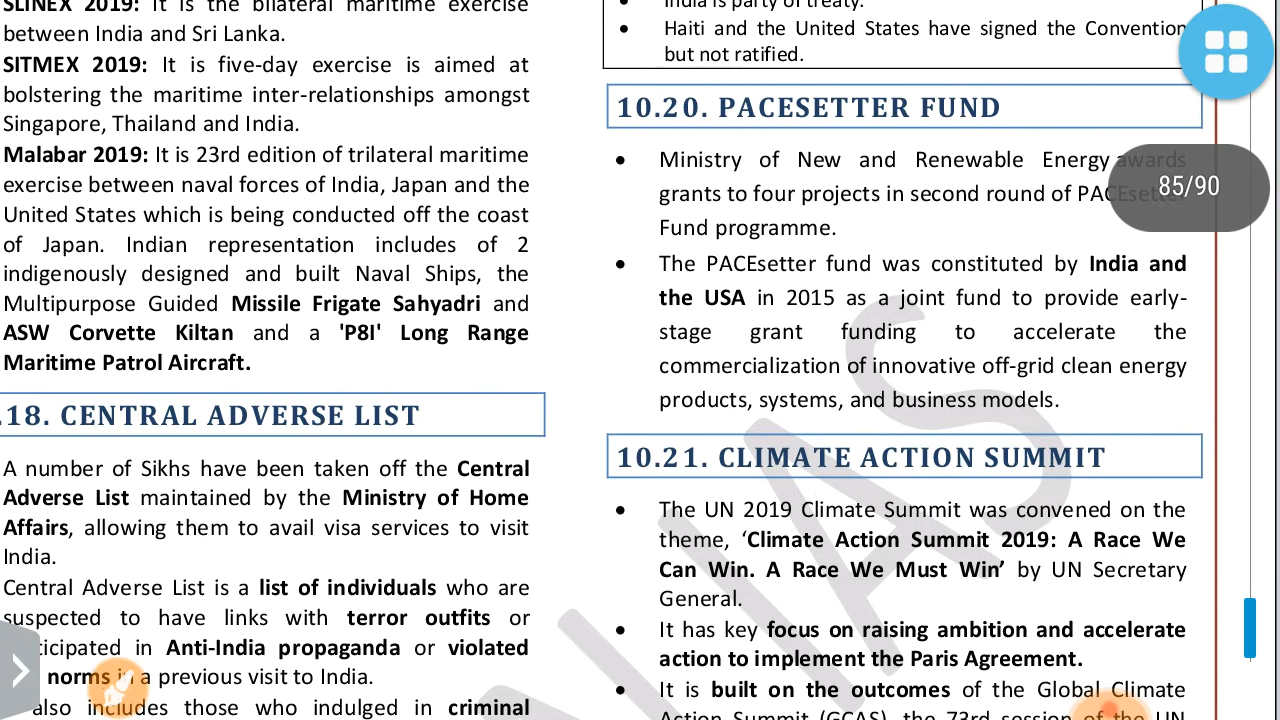 SLINEX 2019: It is the bilateral maritime exercise
between India and Sri Lanka.
SITMEX 2019: It is five-day exercise is aimed at
bolstering the maritime inter-relationships amongst
Singapore, Thailand and India.
Malabar 2019: It is 23rd edition of trilateral maritime
exercise between naval forces of India, Japan and the
United States which is being conducted off the coast
of Japan. Indian representation includes of 2
indigenously designed and built Naval Ships, the
Multipurpose Guided Missile Frigate Sahyadri and
ASW Corvette Kiltan and a 'P8I' Long Range
Maritime Patrol Aircraft.
.18. CENTRAL ADVERSE LIST
A number of Sikhs have been taken off the Central
Adverse List maintained by the Ministry of Home
Affairs, allowing them to avail visa services to visit
India.
Central Adverse List is a list of individuals who are
suspected to have links with terror outfits or
ticipated in Anti-India propaganda or violated
norms in a previous visit to India.
also includes those who indulged in criminal
• India is party of treaty.
• Haiti and the United States have signed the Convention
but not ratified.
10.20. PACESETTER FUND
• Ministry of New and Renewable Energy awards
grants to four projects in second round of PACEsetter
Fund programme.
• The PACEsetter fund was constituted by India and
the USA in 2015 as a joint fund to provide early-
stage grant funding to accelerate the
commercialization of innovative off-grid clean energy
products, systems, and business models.
10.21. CLIMATE ACTION SUMMIT
• The UN 2019 Climate Summit was convened on the
theme, ‘Climate Action Summit 2019: A Race We
Can Win. A Race We Must Win’ by UN Secretary
General.
• It has key focus on raising ambition and accelerate
action to implement the Paris Agreement.
• It is built on the outcomes of the Global Climate
Action Summit (GCAS), the 73rd session of the UN
85/90
IAS